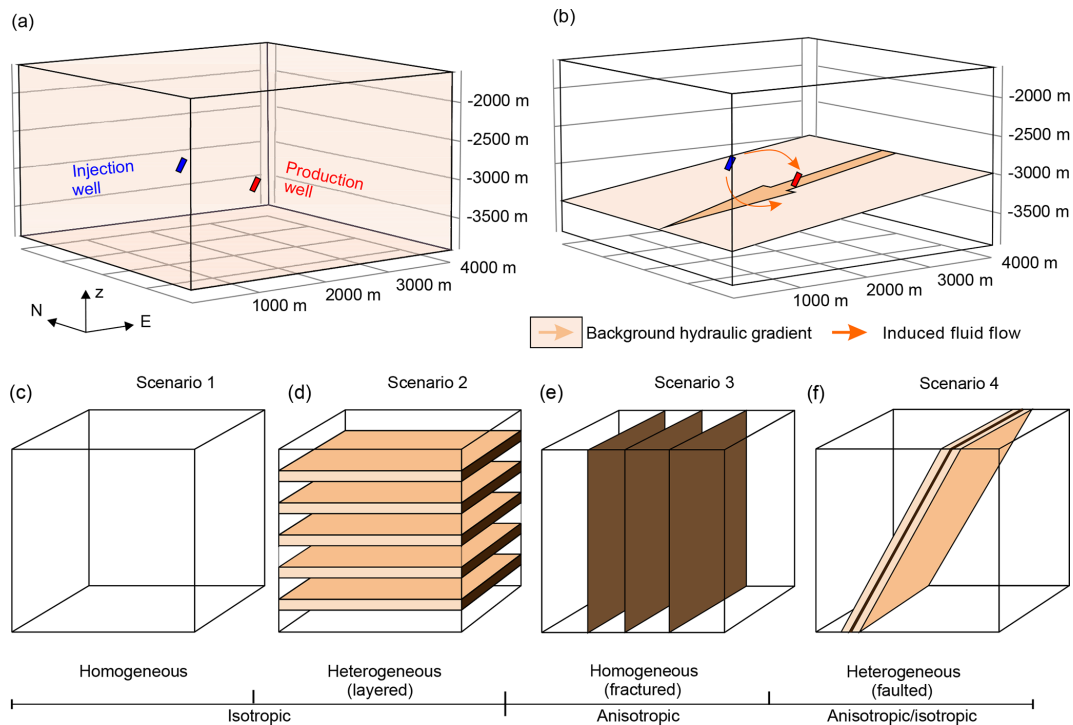 (a)
-2000 m
-2500 m
-3000 m
-3500 m
Injection
well
Production
well
4000 m
3000 m
2000 m
1000 m
z
N
E
(b)
-2000 m
-2500 m
-3000 m
-3500 m
4000 m
3000 m
2000 m
1000 m
Background hydraulic gradient
Induced fluid flow
(c)
Scenario 1
(d)
Scenario 2
(e)
Scenario 3
(f)
Scenario 4
Homogeneous
Heterogeneous
(layered)
Homogeneous
(fractured)
Heterogeneous
(faulted)
Isotropic
Anisotropic
Anisotropic/isotropic